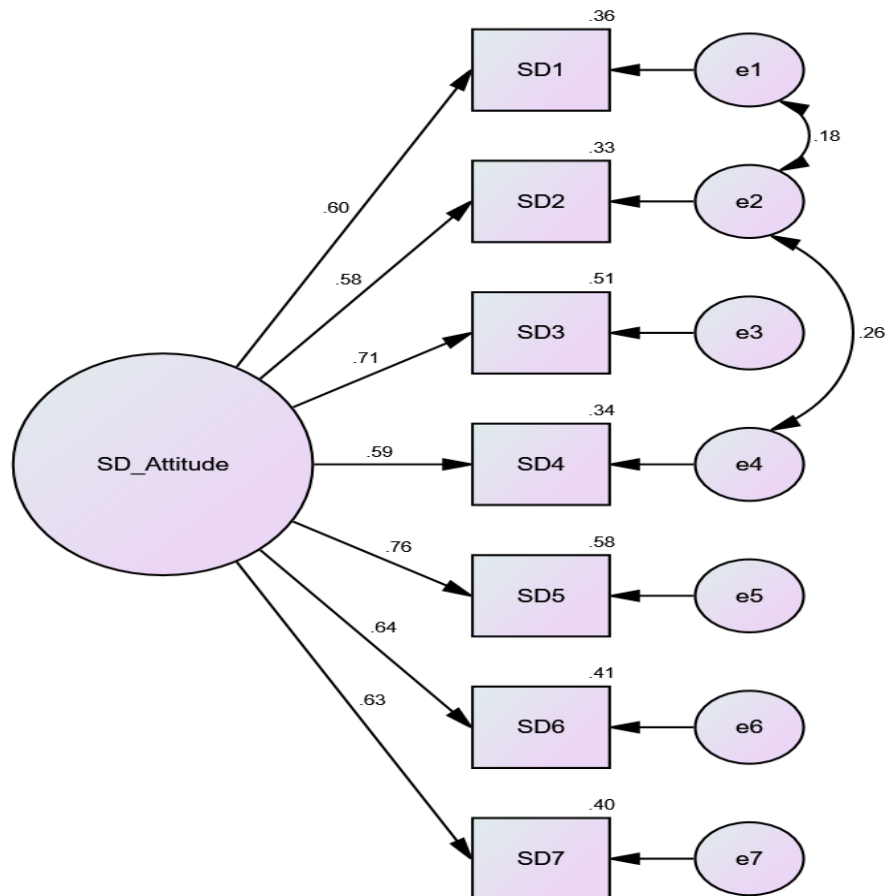 .36
SD1
e1
.18
.33
.60
SD2
e2
.58
.51
.71
SD3
e3
.26
.34
.59
SD_Attitude
SD4
e4
.58
.76
SD5
e5
.64
.41
.63
SD6
e6
.40
SD7
e7